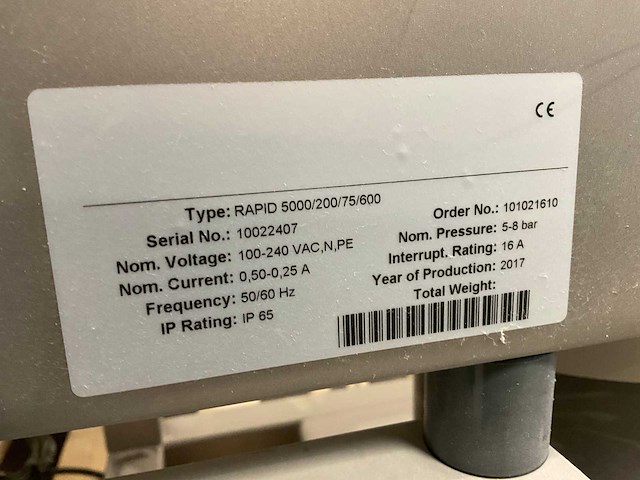 CE
Type: RAPID 5000/200/75/600
Serial No.: 10022407
Nom. Voltage: 100-240 VAC,N,PE
Nom. Current: 0,50-0,25 A
Frequency: 50/60 Hz
IP Rating: IP 65
Order No.: 101021610
Nom. Pressure: 5-8 bar
Interrupt. Rating: 16 A
Year of Production: 2017
Total Weight: